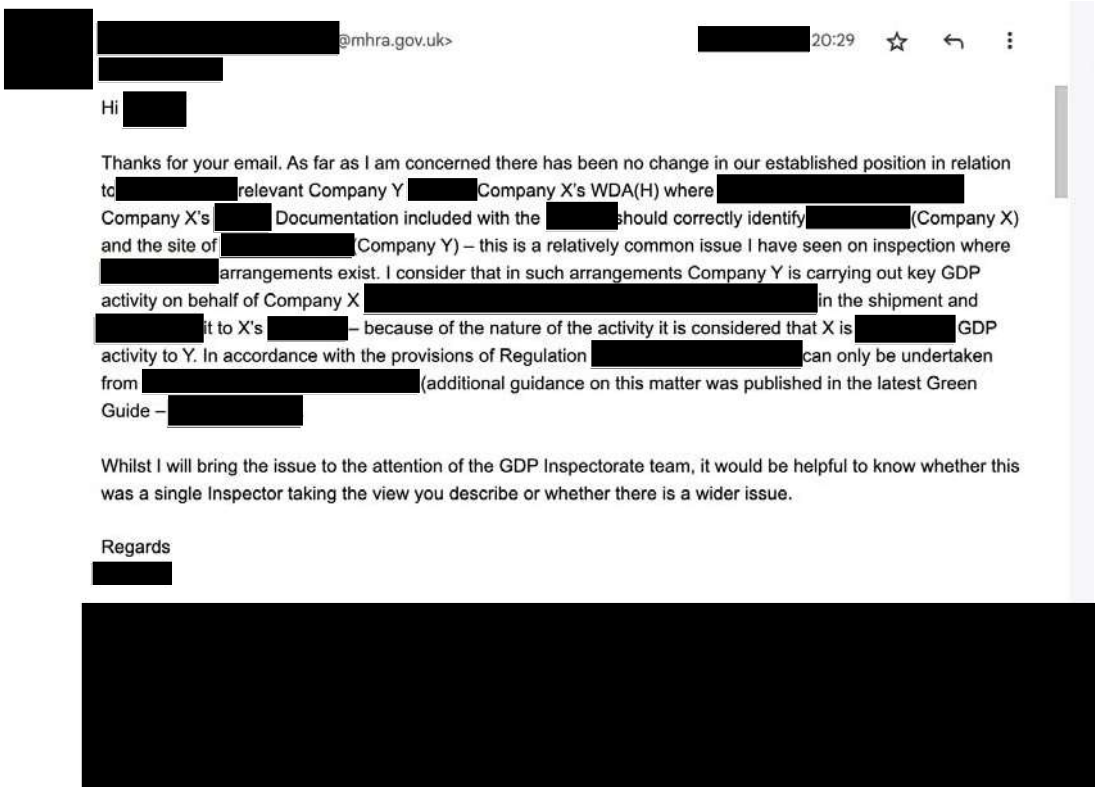 @mhra.gov.uk> 20:29
Hi
Thanks for your email. As far as I am concerned there has been no change in our established position in relation
to relevant Company Y Company X's WDA(H) where
Company X's Documentation included with the should correctly identify (Company X)
and the site of (Company Y) – this is a relatively common issue I have seen on inspection where
arrangements exist. I consider that in such arrangements Company Y is carrying out key GDP
activity on behalf of Company X in the shipment and
it to X's – because of the nature of the activity it is considered that X is GDP
activity to Y. In accordance with the provisions of Regulation can only be undertaken
from (additional guidance on this matter was published in the latest Green
Guide –
Whilst I will bring the issue to the attention of the GDP Inspectorate team, it would be helpful to know whether this
was a single Inspector taking the view you describe or whether there is a wider issue.
Regards